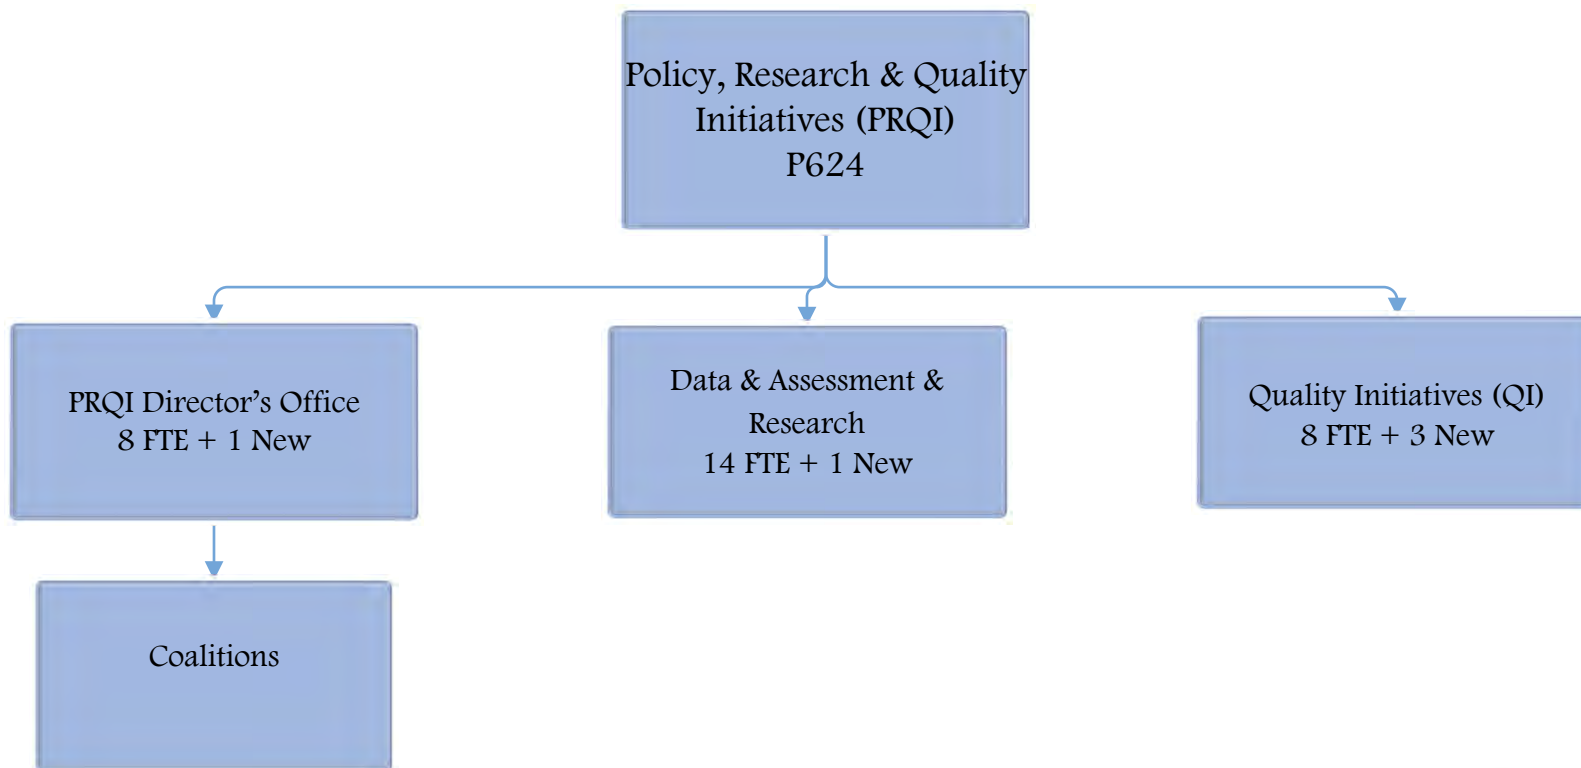 Policy, Research & Quality
Initiatives (PRQI)
P624
PRQI Director’s Office
8 FTE + 1 New
Data & Assessment &
Research
14 FTE + 1 New
Quality Initiatives (QI)
8 FTE + 3 New
Coalitions